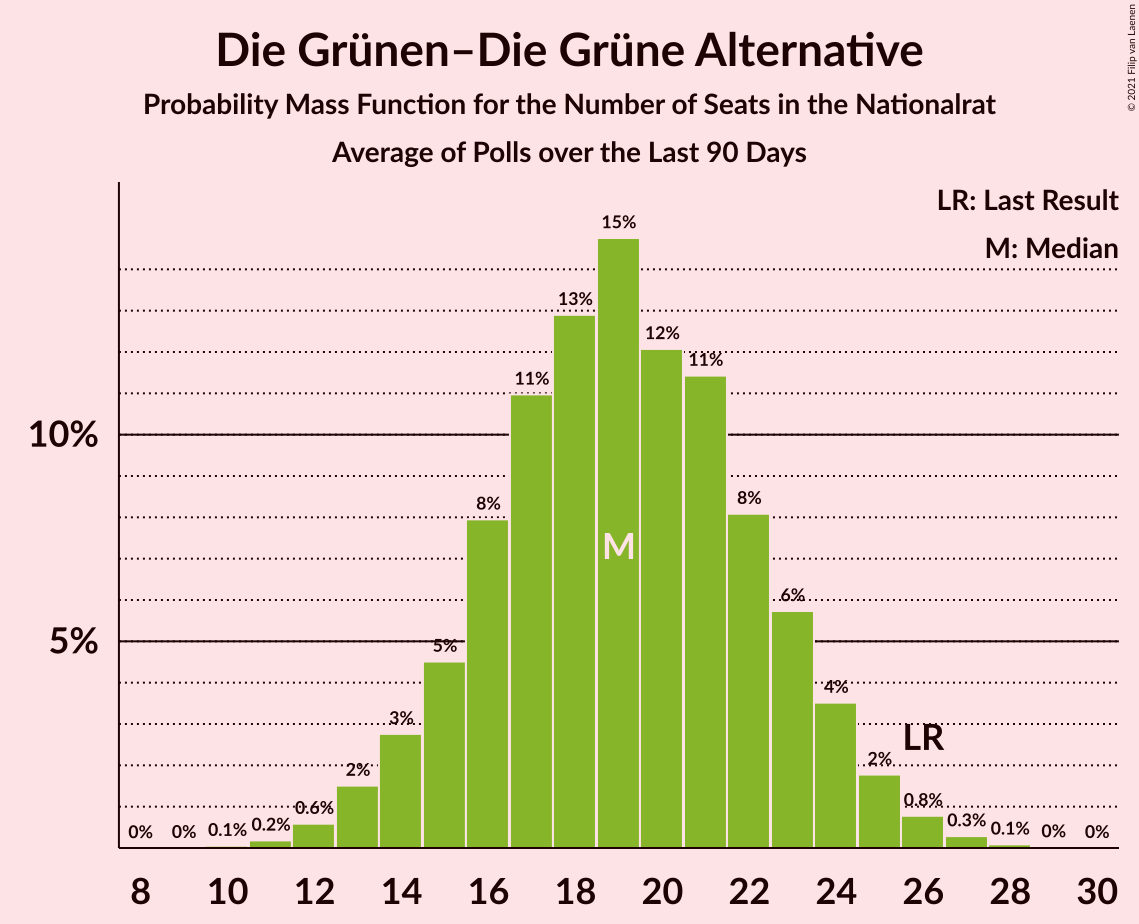 Die Grünen–Die Grüne Alternative
Probability Mass Function for the Number of Seats in the Nationalrat
Average of Polls over the Last 90 Days
© 2021 Filip van Laenen
LR: Last Result
M: Median
10%
5%
0%
0%
0.1%
0.2%
0.6%
2%
3%
5%
8%
11%
13%
15%
12%
11%
8%
6%
4%
2%
0.8%
0.3%
0.1%
0%
0%
M
LR
8 10 12 14 16 18 20 22 24 26 28 30